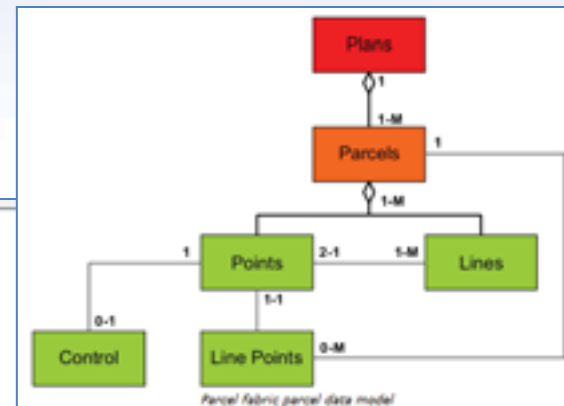 Plans
1
1-M
Parcels
1
1-M
1
Points
2-1
1-M
Lines
1-1
0-1
0-M
Control
Line Points
Parcel fabric parcel data model